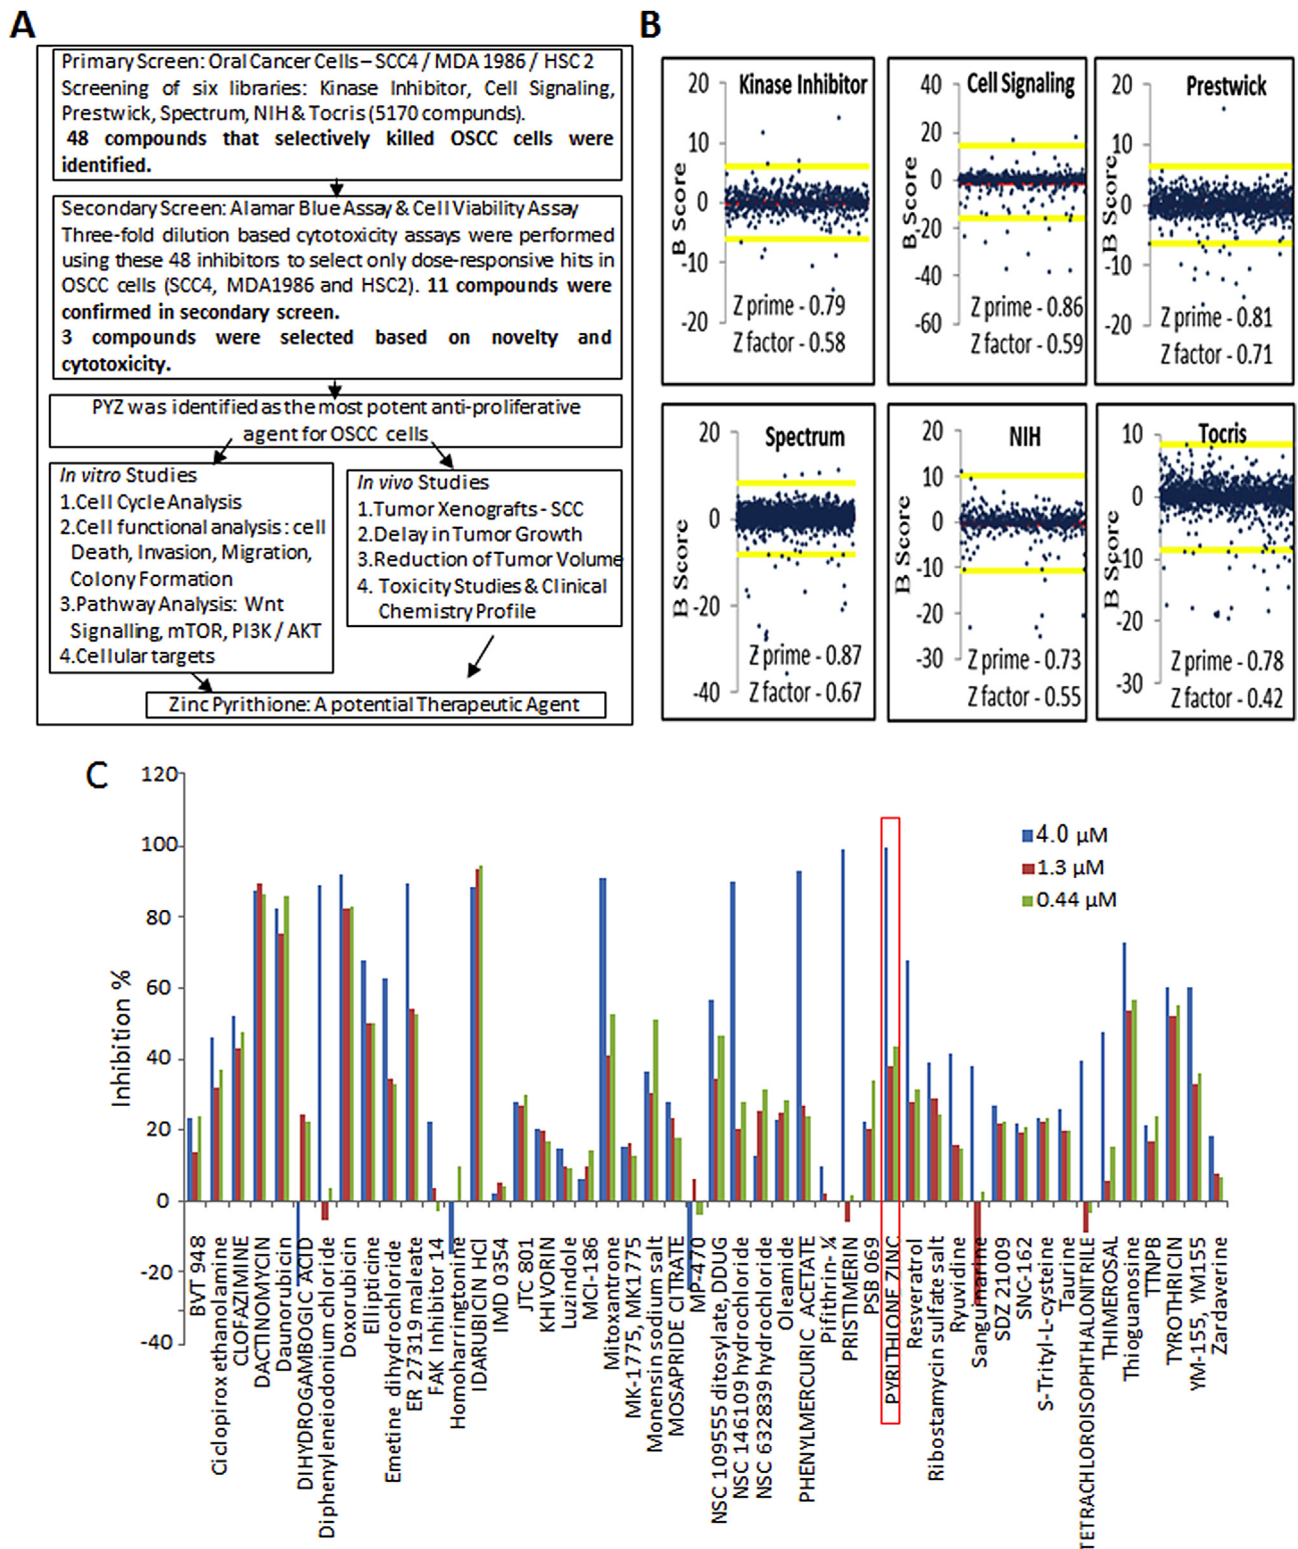 A
Primary Screen: Oral Cancer Cells – SCC4 / MDA 1986 / HSC 2
Screening of six libraries: Kinase Inhibitor, Cell Signaling,
Prestwick, Spectrum, NIH & Tocris (5170 compunds).
48 compounds that selectively killed OSCC cells were
identified.
Secondary Screen: Alamar Blue Assay & Cell Viability Assay
Three-fold dilution based cytotoxicity assays were performed
using these 48 inhibitors to select only dose-responsive hits in
OSCC cells (SCC4, MDA1986 and HSC2). 11 compounds were
confirmed in secondary screen.
3 compounds were selected based on novelty and
cytotoxicity.
PYZ was identified as the most potent anti-proliferative
agent for OSCC cells
In vitro Studies
1.Cell Cycle Analysis
2.Cell functional analysis : cell
Death, Invasion, Migration,
Colony Formation
3.Pathway Analysis: Wnt
Signalling, mTOR, PI3K / AKT
4.Cellular targets
In vivo Studies
1.Tumor Xenografts - SCC
2.Delay in Tumor Growth
3.Reduction of Tumor Volume
4. Toxicity Studies & Clinical
Chemistry Profile
Zinc Pyrithione: A potential Therapeutic Agent
B
Kinase Inhibitor
B Score
20
10
0
-10
-20
Z prime - 0.79
Z factor - 0.58
Cell Signaling
B Score
40
20
0
-20
-40
-60
Z prime - 0.86
Z factor - 0.59
Prestwick
B Score
20
10
0
-10
-20
Z prime - 0.81
Z factor - 0.71
Spectrum
B Score
20
0
-20
-40
Z prime - 0.87
Z factor - 0.67
NIH
B Score
20
10
0
-10
-20
-30
Z prime - 0.73
Z factor - 0.55
Tocris
B Score
10
0
-10
-20
-30
Z prime - 0.78
Z factor - 0.42
C
Inhibition %
120
100
80
60
40
20
0
-20
-40
4.0 µM
1.3 µM
0.44 µM
BVT 948
Ciclopirox ethanolamine
CLOFAZIMINE
DACTINOMYCIN
Daunorubicin
DIHYDROGAMBOGIC ACID
Diphenyleneiodonium chloride
Doxorubicin
Ellipticine
Emetine dihydrochloride
ER 27319 maleate
FAK Inhibitor 14
Homoharringtonine
IDARUBICIN HCl
IMD 0354
JTC 801
KHIVORIN
Luzindole
MCI-186
Mitoxantrone
MK-1775, MK1775
Monensin sodium salt
MOSAPRIDE CITRATE
MP-470
NSC 109555 ditosylate, DDUG
NSC 146109 hydrochloride
NSC 632839 hydrochloride
Oleamide
PHENYLMERCURIC ACETATE
Pifithrin- ¼
PRISTIMERIN
PSB 069
PYRITHIONE ZINC
Resveratrol
Ribostamycin sulfate salt
Ryuvidine
Sanguinarine
SDZ 21009
SNC-162
S-Trityl-L-cysteine
Taurine
TETRACHLOROISOPHTHALONITRILE
THIMEROSAL
Thioguanosine
TTNPB
TYROTHRICIN
YM-155, YM155
Zardaverine